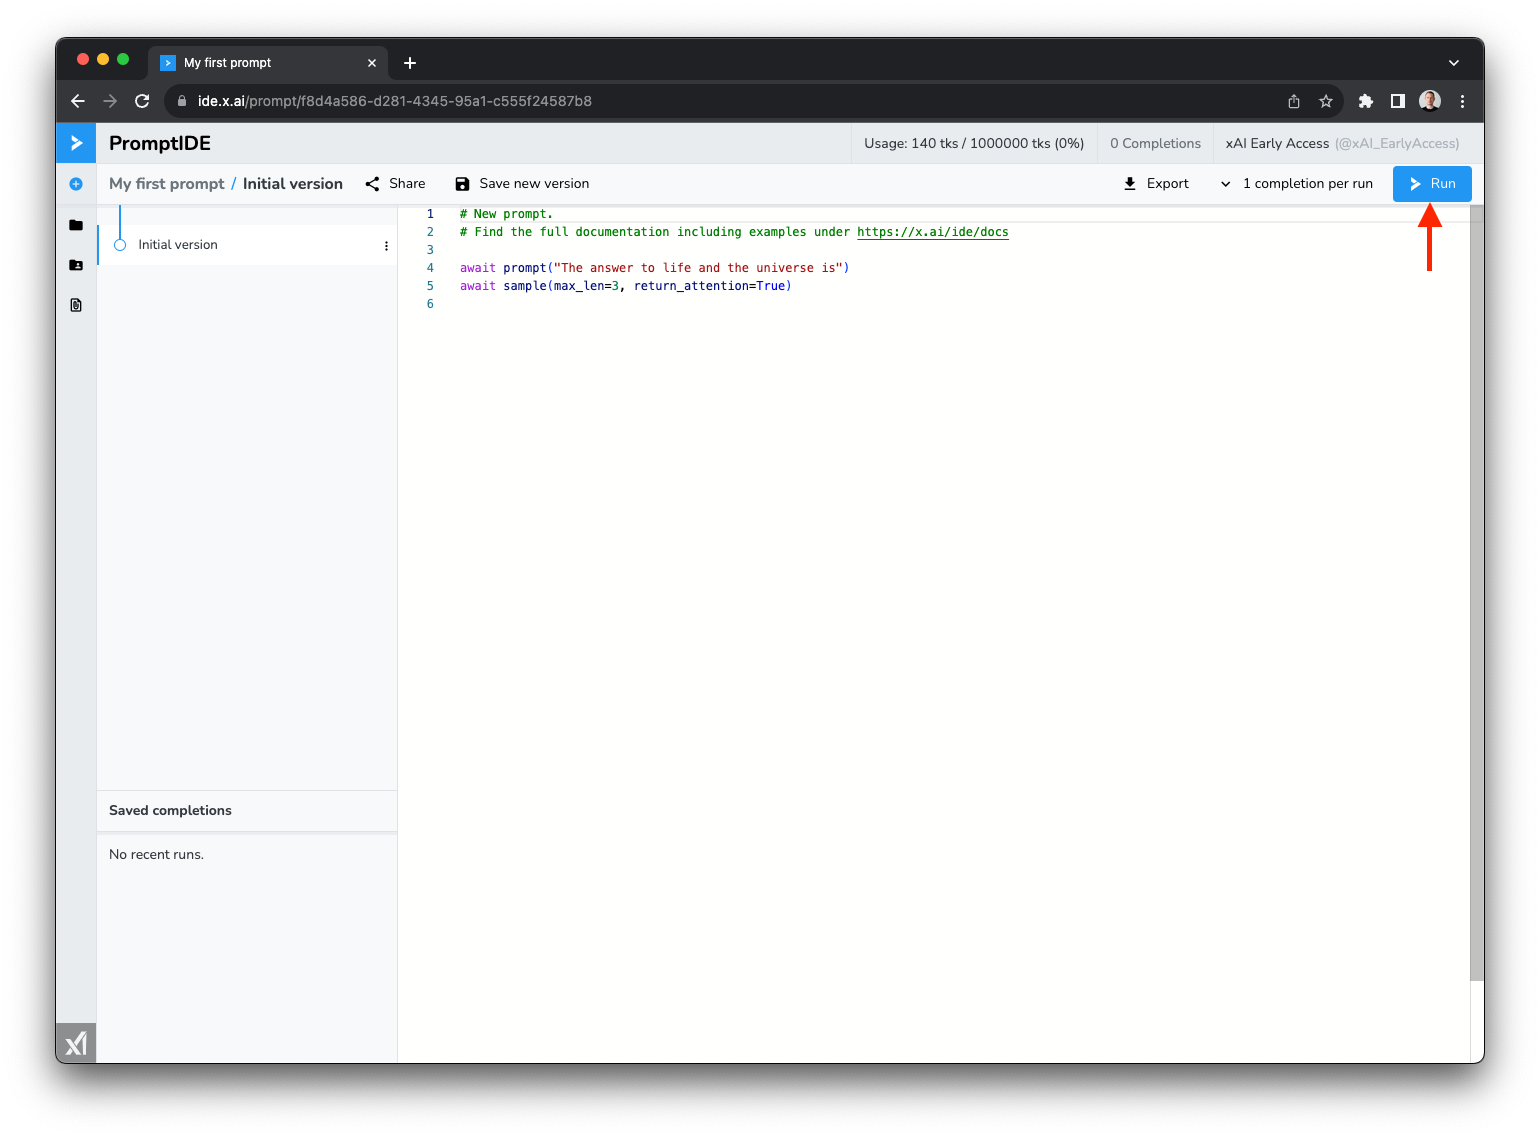 My first prompt
ide.x.ai/prompt/f8d4a586-d281-4345-95a1-c555f24587b8
PromptIDE
Usage: 140 tks / 1000000 tks (0%)
0 Completions
xAI Early Access (@xAI_EarlyAccess)
My first prompt / Initial version
Share
Save new version
Export
1 completion per run
Run
Initial version
1 # New prompt.
2 # Find the full documentation including examples under https://x.ai/ide/docs
3
4 await prompt("The answer to life and the universe is")
5 await sample(max_len=3, return_attention=True)
6
Saved completions
No recent runs.
xI